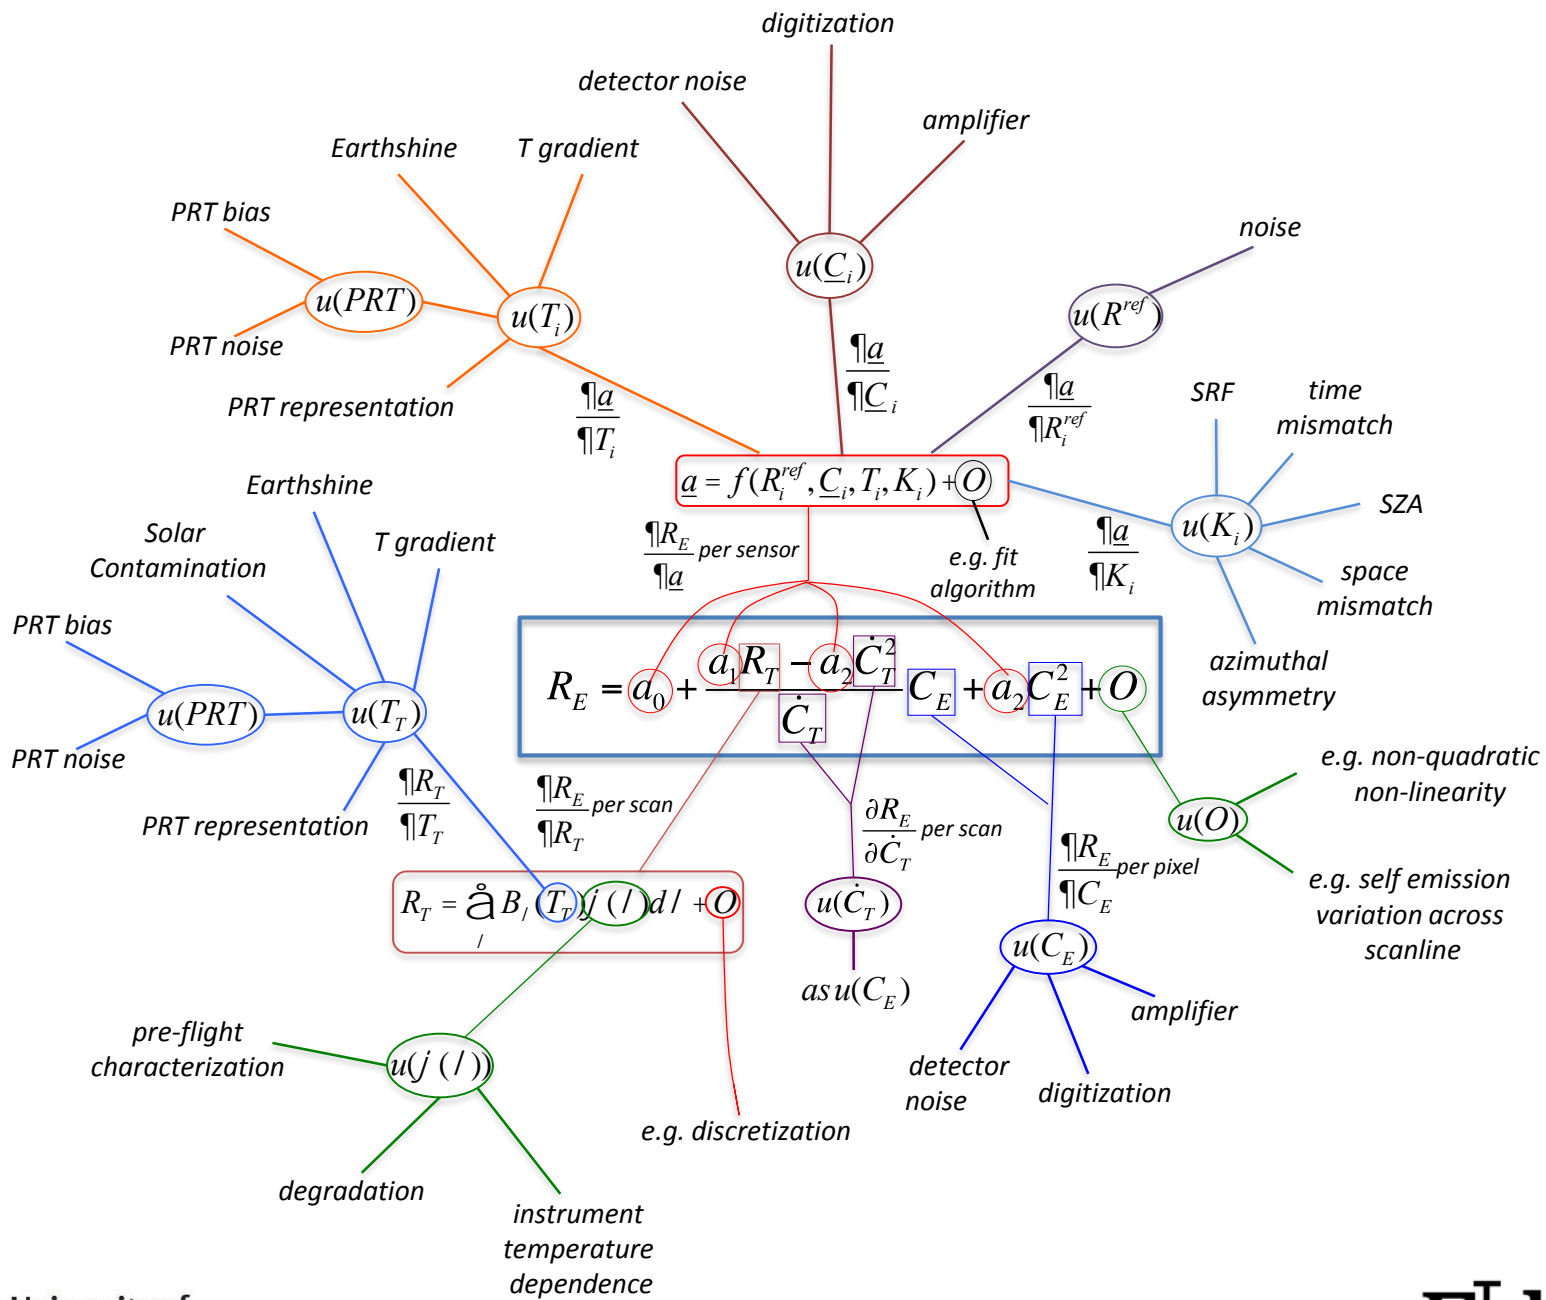 digitization
detector noise
amplifier
Earthshine
T gradient
PRT bias
noise
u(C_i)
u(PRT)
u(T_i)
u(R^ref)
PRT noise
PRT representation
¶a/¶T_i
¶a/¶C_i
¶a/¶R_i^ref
SRF
time
mismatch
a = f(R_i^ref, C_i, T_i, K_i) + O
SZA
u(K_i)
¶a/¶K_i
Earthshine
Solar
Contamination
T gradient
¶R_E/¶a per sensor
e.g. fit
algorithm
space
mismatch
PRT bias
azimuthal
asymmetry
R_E = a_0 + (a_1 R_T − a_2 Ċ_T^2)/Ċ_T C_E + a_2 C_E^2 + O
u(PRT)
u(T_T)
PRT noise
PRT representation
¶R_T/¶T_T
¶R_E/¶R_T per scan
∂R_E/∂Ċ_T per scan
¶R_E/¶C_E per pixel
e.g. non-quadratic
non-linearity
u(O)
e.g. self emission
variation across
scanline
R_T = å_/ B_/(T_T)j (/)d/ + O
u(Ċ_T)
u(C_E)
as u(C_E)
amplifier
detector
noise
digitization
pre-flight
characterization
u(j (/))
e.g. discretization
degradation
instrument
temperature
dependence